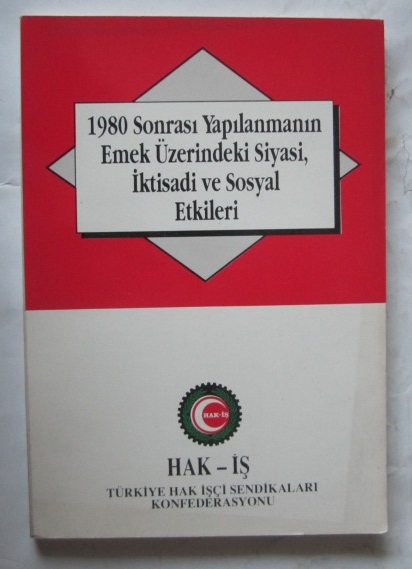 1980 Sonrası Yapılanmanın
Emek Üzerindeki Siyasi,
İktisadi ve Sosyal
Etkileri
HAK-İŞ
HAK – İŞ
TÜRKİYE HAK İŞÇİ SENDİKALARI
KONFEDERASYONU